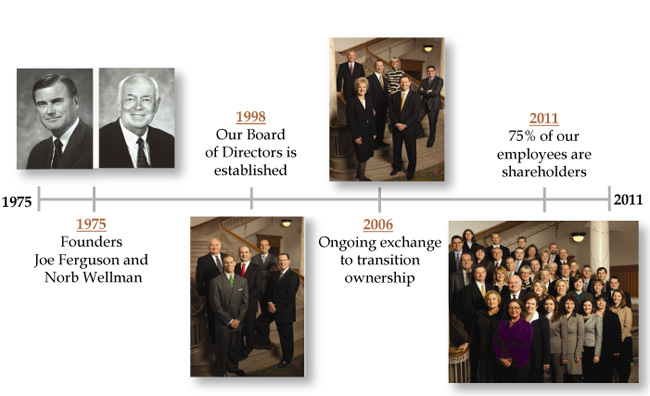 1998
Our Board
of Directors is
established
2011
75% of our
employees are
shareholders
1975
2011
1975
Founders
Joe Ferguson and
Norb Wellman
2006
Ongoing exchange
to transition
ownership